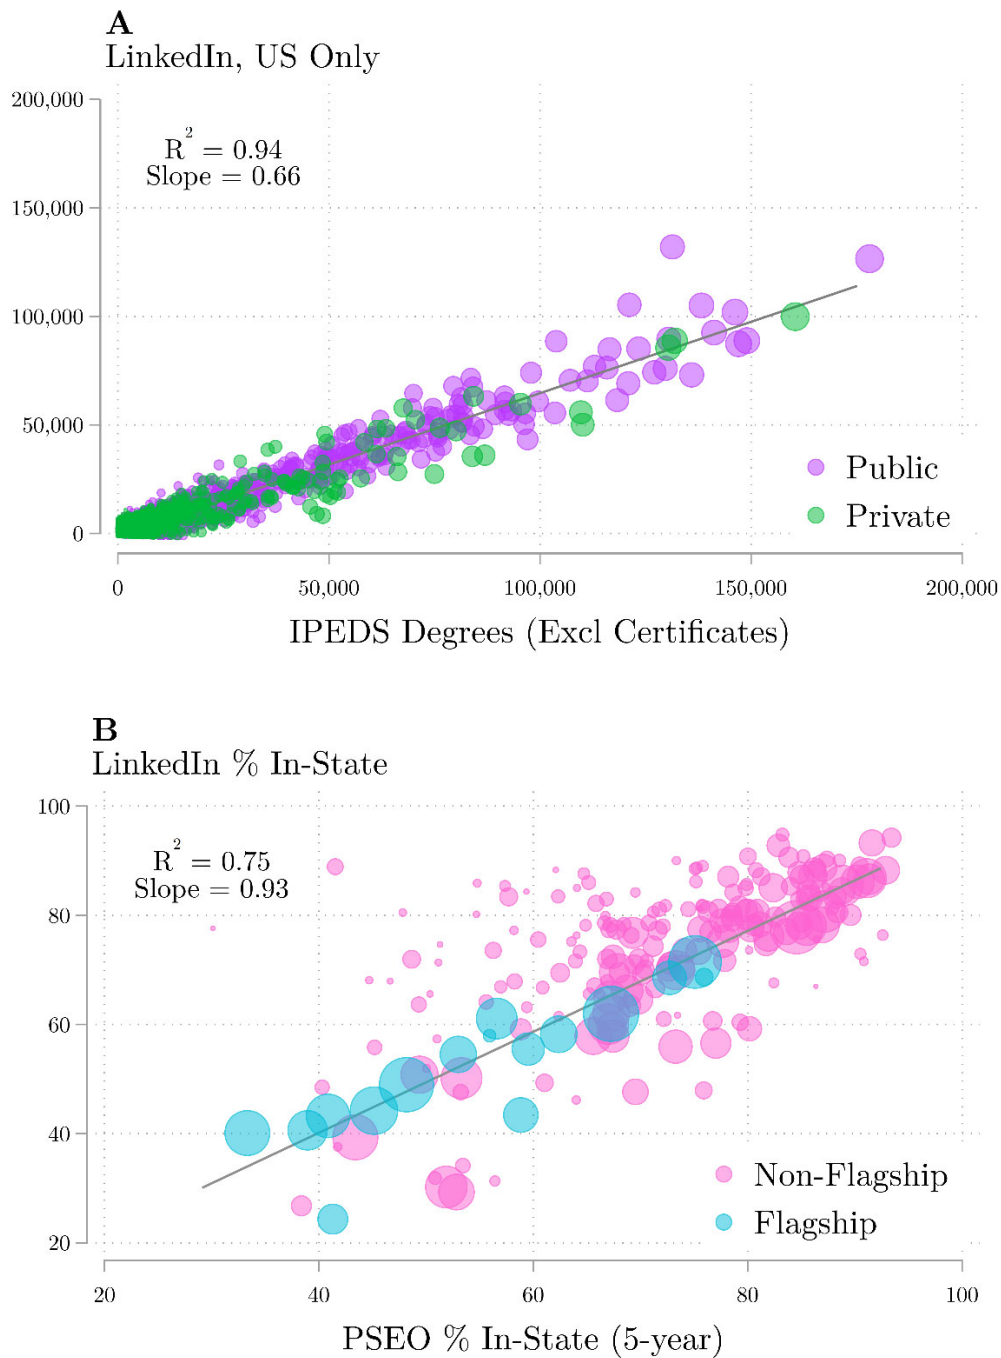 A
LinkedIn, US Only
200,000
R² = 0.94
Slope = 0.66
150,000
100,000
50,000
Public
Private
0
0 50,000 100,000 150,000 200,000
IPEDS Degrees (Excl Certificates)
B
LinkedIn % In-State
100
R² = 0.75
Slope = 0.93
80
60
40
Non-Flagship
Flagship
20
20 40 60 80 100
PSEO % In-State (5-year)